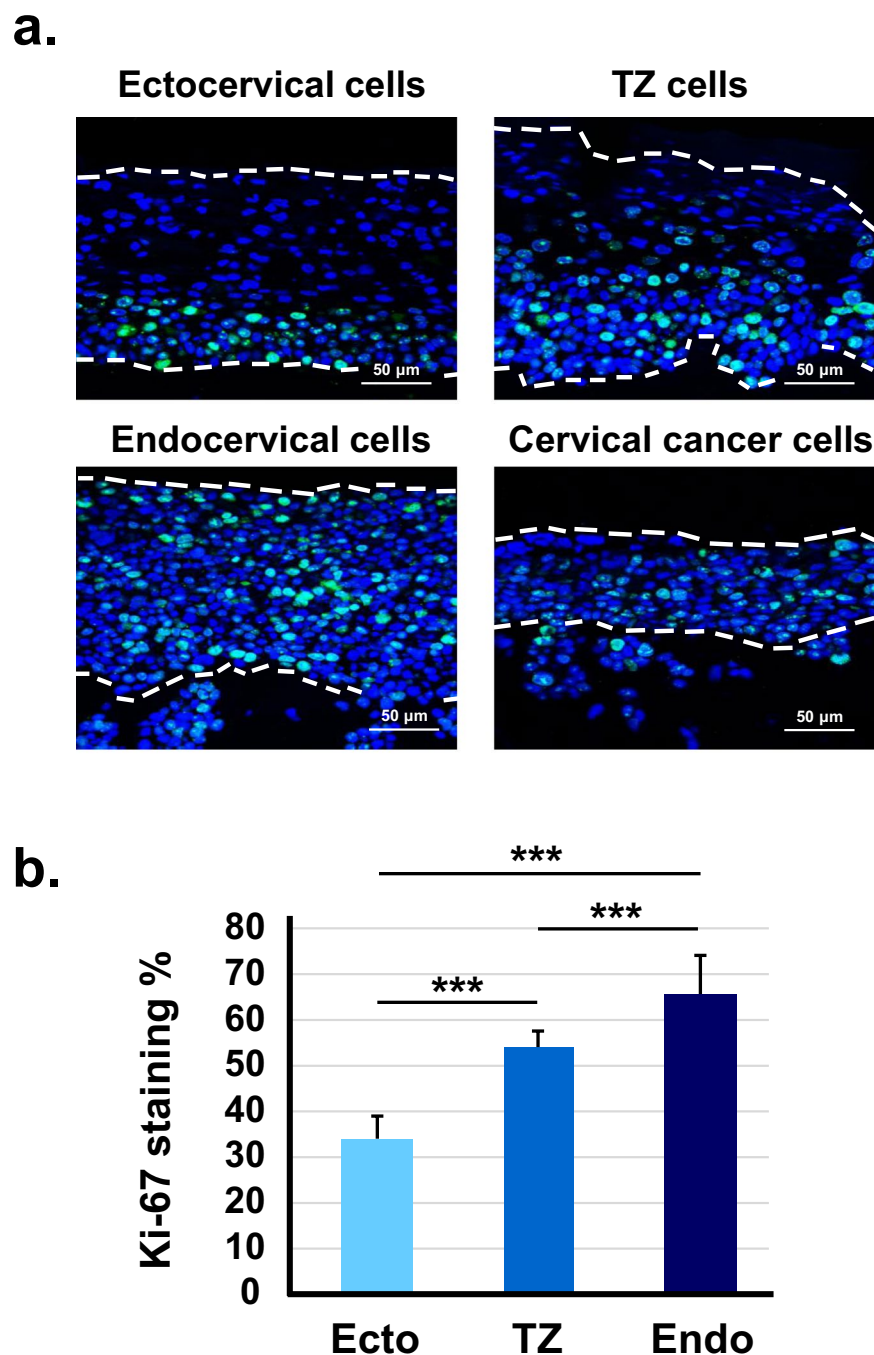 a.
Ectocervical cells
TZ cells
50 µm
50 µm
Endocervical cells
Cervical cancer cells
50 µm
50 µm
b.
***
***
***
Ki-67 staining %
80
70
60
50
40
30
20
10
0
Ecto
TZ
Endo